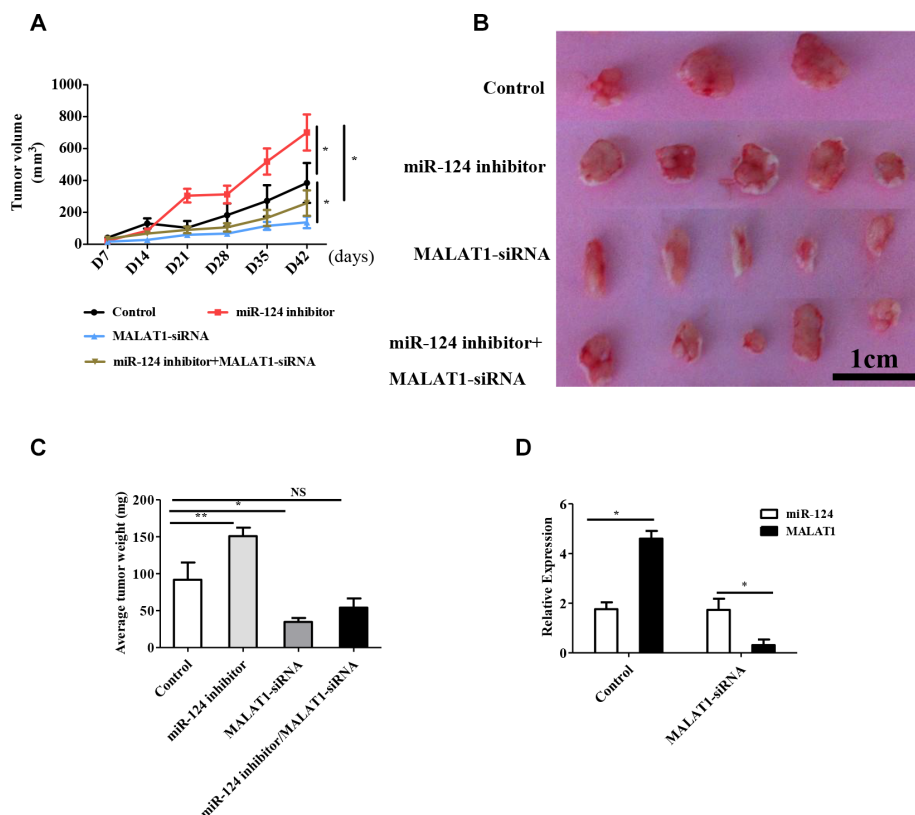 A
Tumor volume
(mm³)
1000
800
600
400
200
0
D7
D14
D21
D28
D35
D42
(days)
*
*
*
Control
miR-124 inhibitor
MALAT1-siRNA
miR-124 inhibitor+MALAT1-siRNA
B
Control
miR-124 inhibitor
MALAT1-siRNA
miR-124 inhibitor+
MALAT1-siRNA
1cm
C
Average tumor weight (mg)
200
150
100
50
0
NS
*
**
Control
miR-124 inhibitor
MALAT1-siRNA
miR-124 inhibitor/MALAT1-siRNA
D
Relative Expression
6
4
2
0
*
*
miR-124
MALAT1
Control
MALAT1-siRNA